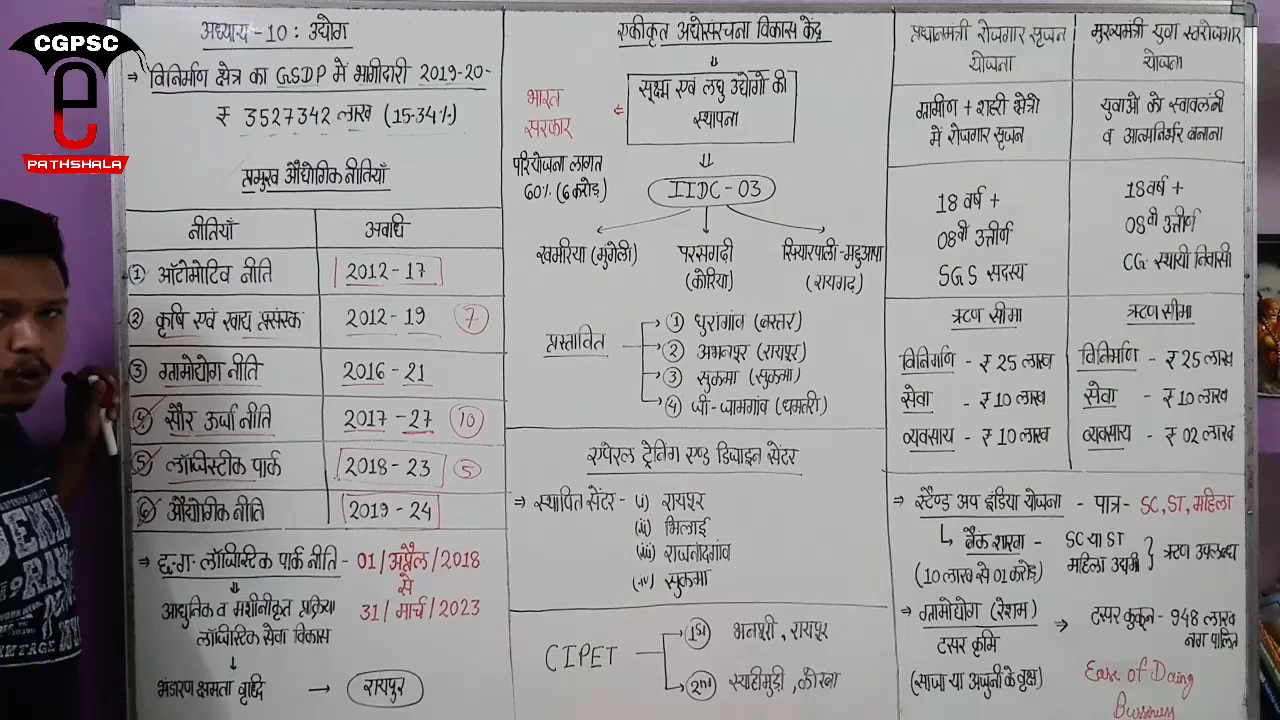 CGPSC
e
PATHSHALA
अध्याय - 10 : उद्योग
⇒ विनिर्माण क्षेत्र का GSDP में भागीदारी 2019-20-
₹ 3527342 लाख (15.34%)
प्रमुख औद्योगिक नीतियाँ
नीतियाँ अवधि
① ऑटोमोटिव नीति 2012-17
② कृषि एवं खाद्य प्रसंस्क 2012-19 7
③ ग्रामोद्योग नीति 2016-21
④ सौर ऊर्जा नीति 2017-27 10
⑤ लॉजिस्टीक पार्क 2018-23 5
⑥ औद्योगिक नीति 2019-24
⇒ छ.ग. लॉजिस्टिक पार्क नीति - 01/अप्रैल/2018
से
आधुनिक व मशीनीकृत प्रक्रिया 31/मार्च/2023
लॉजिस्टिक सेवा विकास
भंडारण क्षमता वृद्धि → रायपुर
एकीकृत अधोसंरचना विकास केंद्र
सूक्ष्म एवं लघु उद्योगों की
स्थापना
भारत
सरकार
परियोजना लागत
60% (6 करोड़)
IIDC-03
खमरिया (मुंगेली) परसगढ़ी सियारपाली-महुआपा
(कोरिया) (रायगढ़)
प्रस्तावित
① धुरागांव (बस्तर)
② अभनपुर (रायपुर)
③ सुकमा (सुकमा)
④ जी-जामगांव (धमतरी)
एपेरल ट्रेनिंग एण्ड डिजाइन सेंटर
⇒ स्थापित सेंटर - (i) रायपुर
(ii) भिलाई
(iii) राजनांदगांव
(iv) सुकमा
CIPET
1st भनपुरी, रायपुर
2nd स्याहीमुड़ी, कोरबा
प्रधानमंत्री रोजगार सृजन
योजना
मुख्यमंत्री युवा स्वरोजगार
योजना
ग्रामीण + शहरी क्षेत्रों
में रोजगार सृजन
युवाओं को स्वावलंबी
व आत्मनिर्भर बनाना
18 वर्ष +
08वी उत्तीर्ण
SGS सदस्य
18 वर्ष +
08वी उत्तीर्ण
CG स्थायी निवासी
ऋण सीमा
विनिर्माण - ₹ 25 लाख
सेवा - ₹ 10 लाख
व्यवसाय - ₹ 10 लाख
ऋण सीमा
विनिर्माण - ₹ 25 लाख
सेवा - ₹ 10 लाख
व्यवसाय - ₹ 02 लाख
⇒ स्टैण्ड अप इंडिया योजना - पात्र - SC, ST, महिला
बैंक शाखा - SC या ST
(10 लाख से 01 करोड़) महिला उद्यमी } ऋण उपलब्ध
→ ग्रामोद्योग (रेशम) ⇒ टसर कुकून - 948 लाख
टसर कृमि नग पालित
(साजा या अर्जुनी के वृक्ष)
Ease of Doing
Bussness